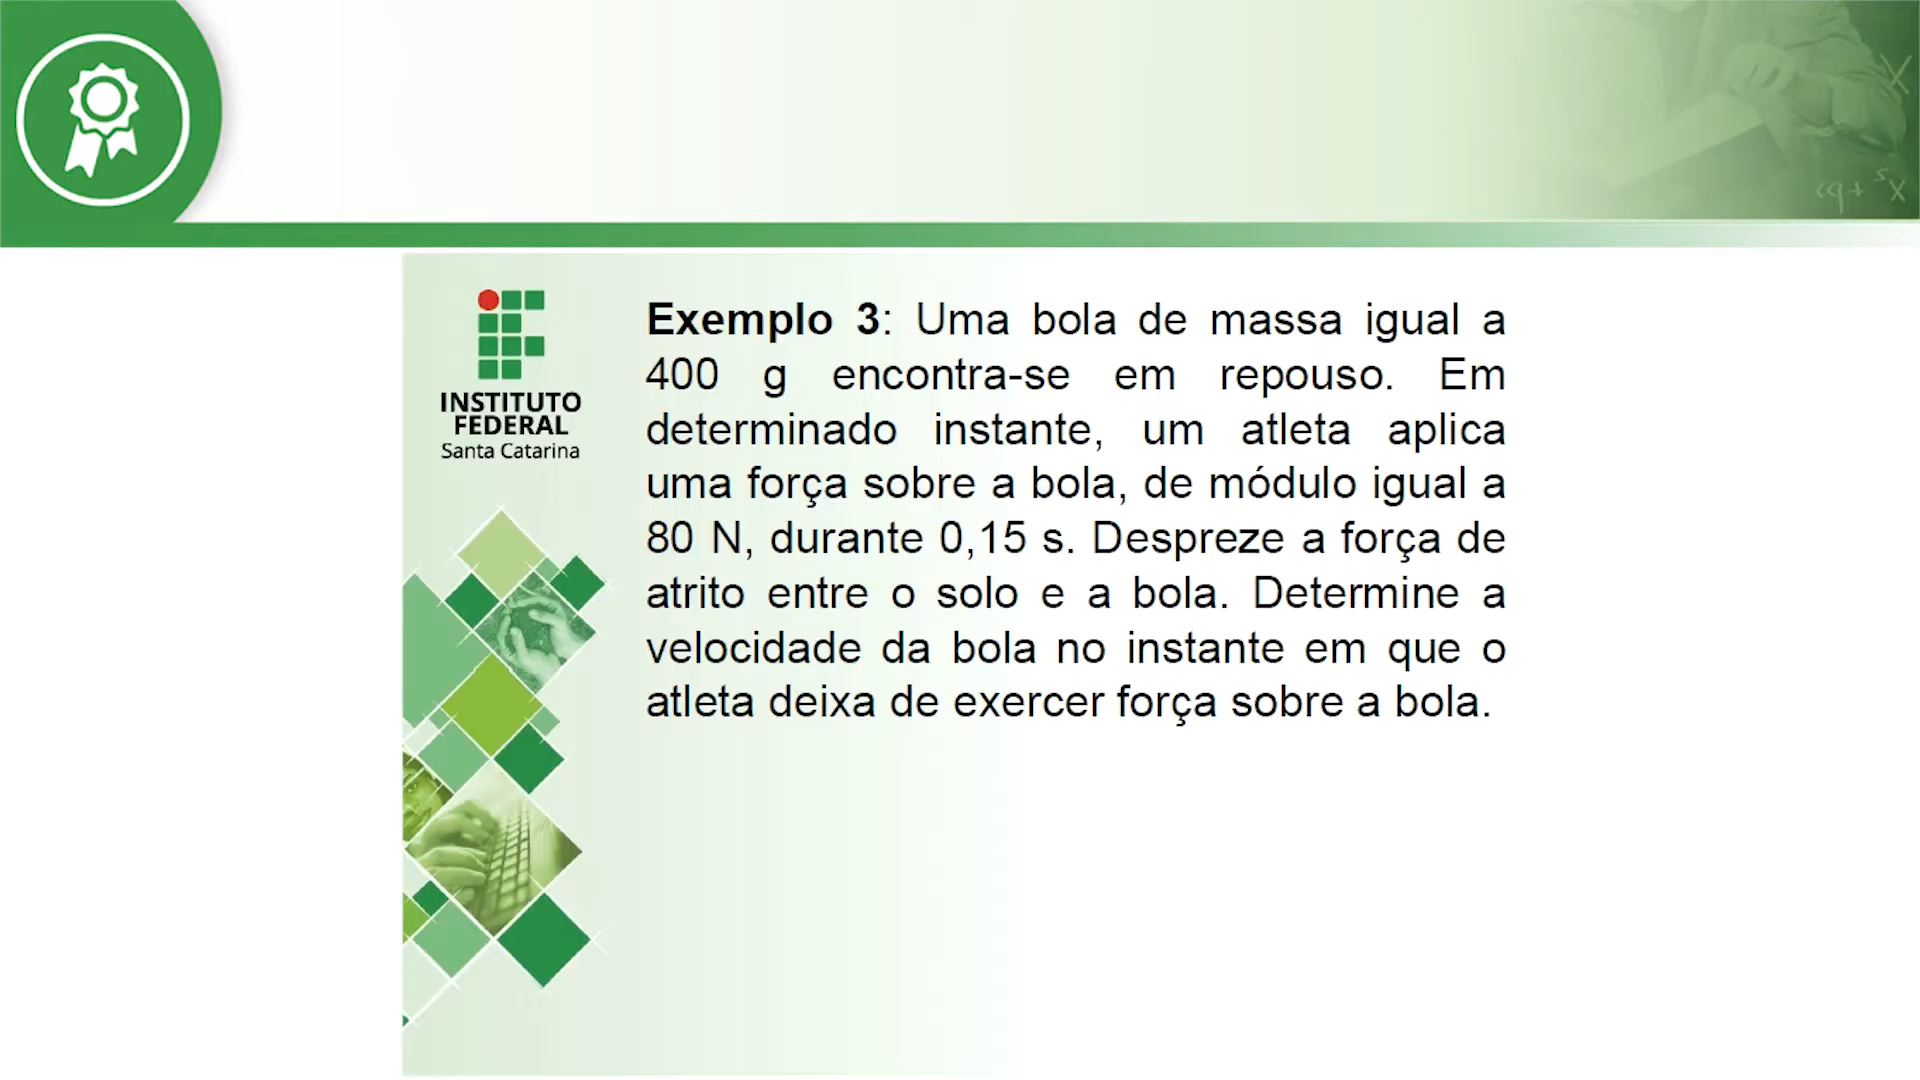 INSTITUTO
FEDERAL
Santa Catarina
Exemplo 3: Uma bola de massa igual a
400 g encontra-se em repouso. Em
determinado instante, um atleta aplica
uma força sobre a bola, de módulo igual a
80 N, durante 0,15 s. Despreze a força de
atrito entre o solo e a bola. Determine a
velocidade da bola no instante em que o
atleta deixa de exercer força sobre a bola.